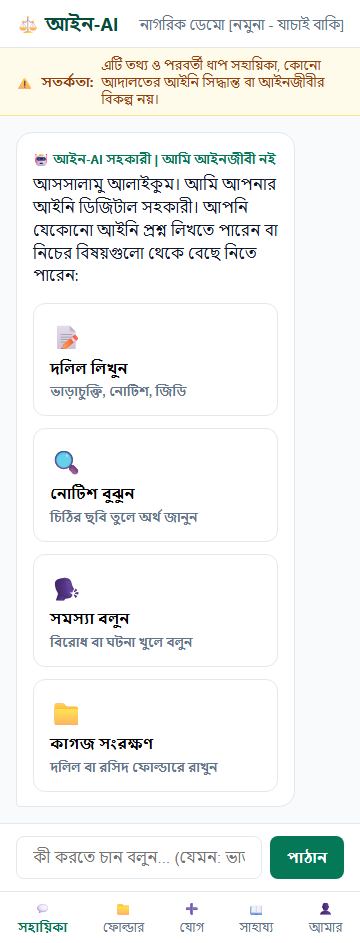 আইন-AI
নাগরিক ডেমো [নমুনা - যাচাই বাকি]
সতর্কতা:
এটি তথ্য ও পরবর্তী ধাপ সহায়িকা, কোনো
আদালতের আইনি সিদ্ধান্ত বা আইনজীবীর
বিকল্প নয়।
আইন-AI সহকারী | আমি আইনজীবী নই
আসসালামু আলাইকুম। আমি আপনার
আইনি ডিজিটাল সহকারী। আপনি
যেকোনো আইনি প্রশ্ন লিখতে পারেন বা
নিচের বিষয়গুলো থেকে বেছে নিতে
পারেন:
দলিল লিখুন
ভাড়াচুক্তি, নোটিশ, জিডি
নোটিশ বুঝুন
চিঠির ছবি তুলে অর্থ জানুন
সমস্যা বলুন
বিরোধ বা ঘটনা খুলে বলুন
কাগজ সংরক্ষণ
দলিল বা রসিদ ফোল্ডারে রাখুন
কী করতে চান বলুন... (যেমন:
পাঠান
সহায়িকা
ফোল্ডার
যোগ
সাহায্য
আমার